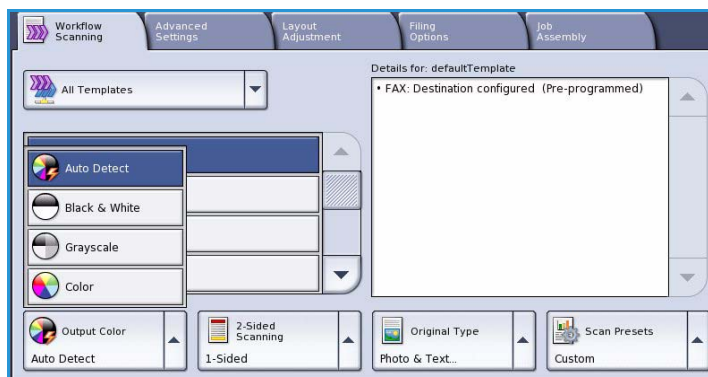 Workflow
Scanning
Advanced
Settings
Layout
Adjustment
Filing
Options
Job
Assembly
All Templates
Details for: defaultTemplate
• FAX: Destination configured (Pre-programmed)
Auto Detect
Black & White
Grayscale
Color
Output Color
Auto Detect
2-Sided
Scanning
1-Sided
Original Type
Photo & Text...
Scan Presets
Custom